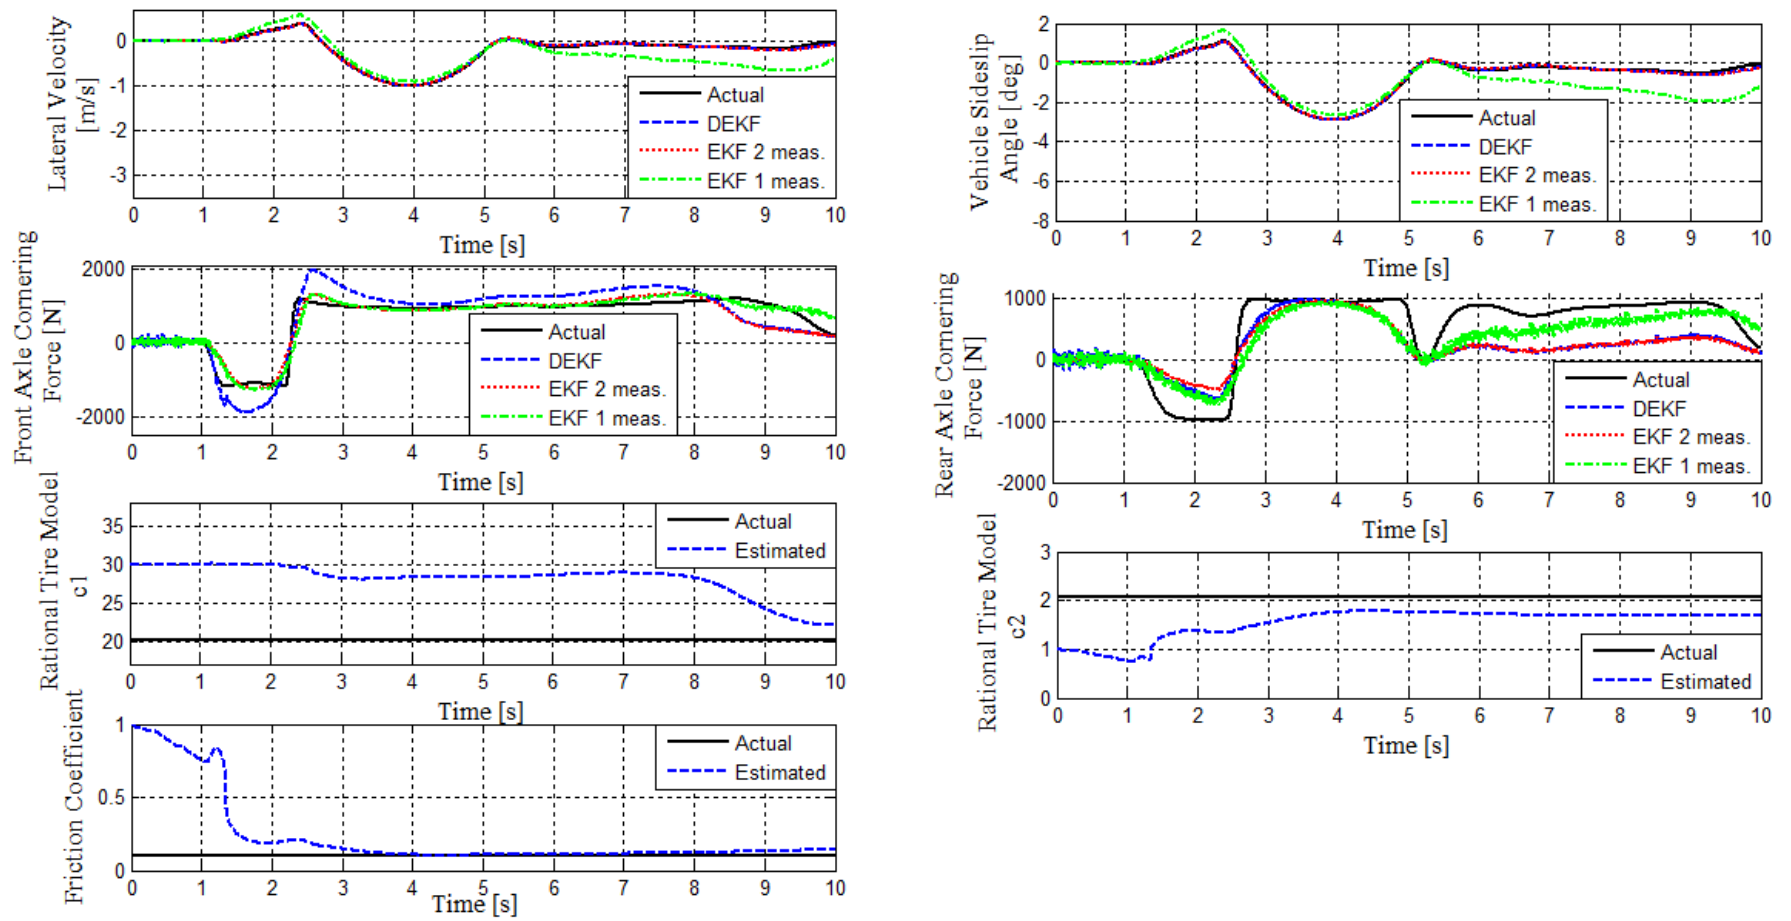 Lateral Velocity
[m/s]
0
-1
-2
-3
Actual
DEKF
EKF 2 meas.
EKF 1 meas.
0 1 2 3 4 5 6 7 8 9 10
Time [s]
Vehicle Sideslip
Angle [deg]
2
0
-2
-4
-6
-8
Actual
DEKF
EKF 2 meas.
EKF 1 meas.
0 1 2 3 4 5 6 7 8 9 10
Time [s]
Front Axle Cornering
Force [N]
2000
0
-2000
Actual
DEKF
EKF 2 meas.
EKF 1 meas.
0 1 2 3 4 5 6 7 8 9 10
Time [s]
Rear Axle Cornering
Force [N]
1000
0
-1000
-2000
Actual
DEKF
EKF 2 meas.
EKF 1 meas.
0 1 2 3 4 5 6 7 8 9 10
Time [s]
Rational Tire Model
c1
35
30
25
20
Actual
Estimated
0 1 2 3 4 5 6 7 8 9 10
Time [s]
Rational Tire Model
c2
3
2
1
0
Actual
Estimated
0 1 2 3 4 5 6 7 8 9 10
Time [s]
Friction Coefficient
1
0.5
0
Actual
Estimated
0 1 2 3 4 5 6 7 8 9 10
Time [s]